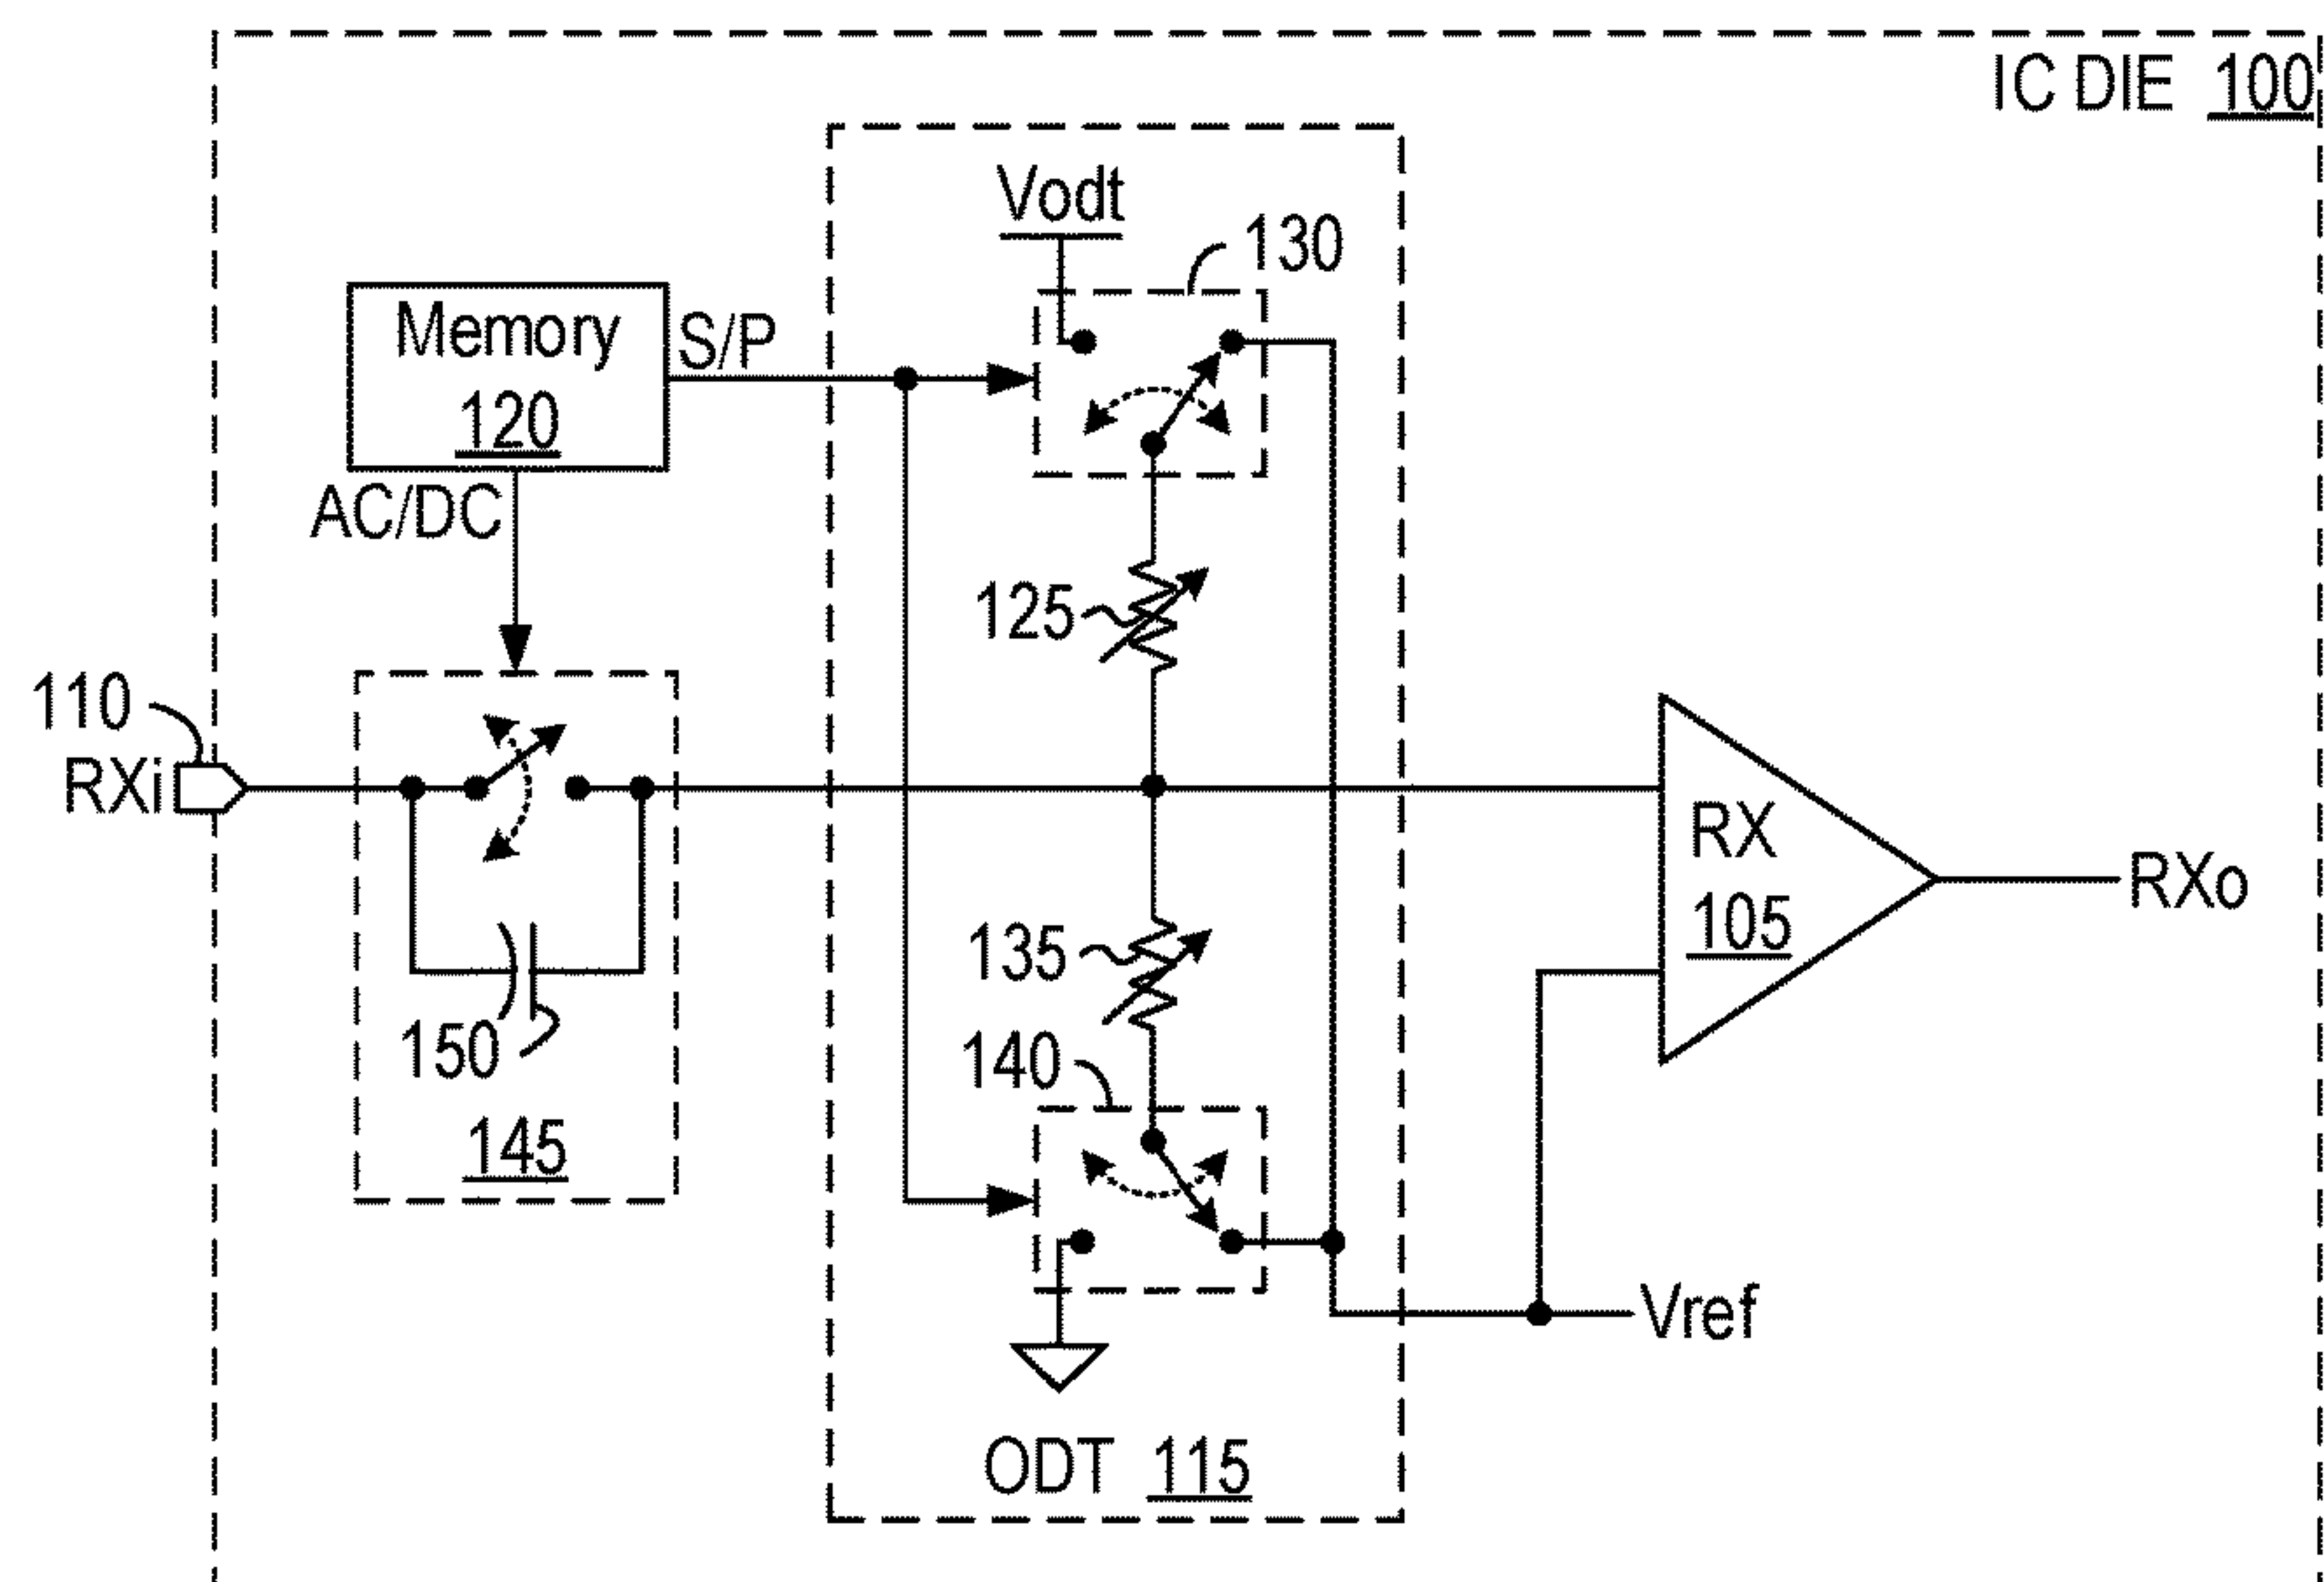 IC DIE 100
Vodt
130
Memory
120
S/P
AC/DC
125
110
RXi
RX
105
RXo
135
140
150
145
Vref
ODT 115